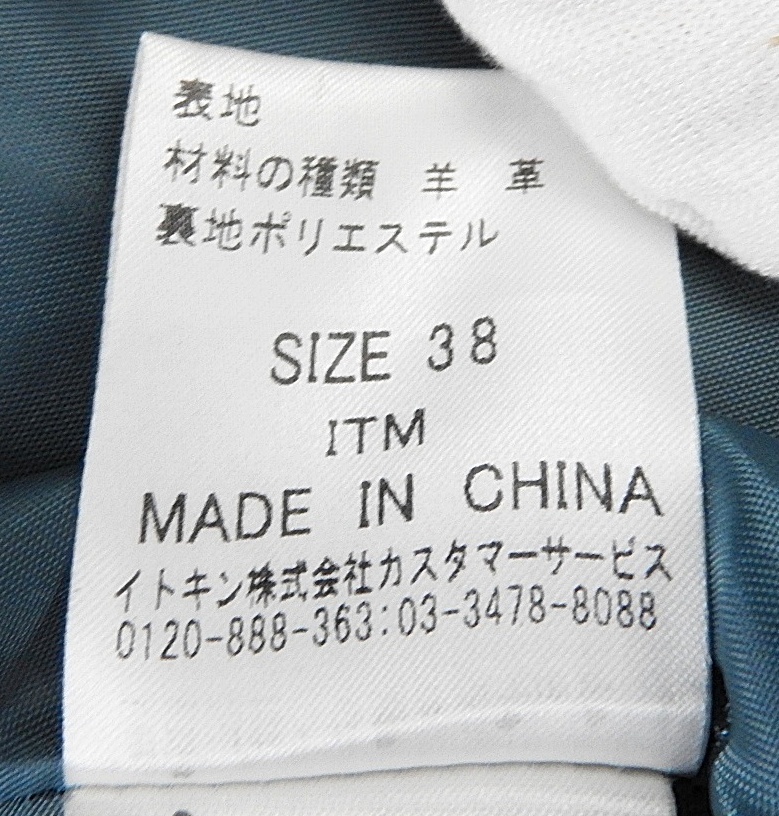 表地
材料の種類 羊 革
裏地ポリエステル
SIZE 38
ITM
MADE IN CHINA
イトキン株式会社カスタマーサービス
0120-888-363:03-3478-8088